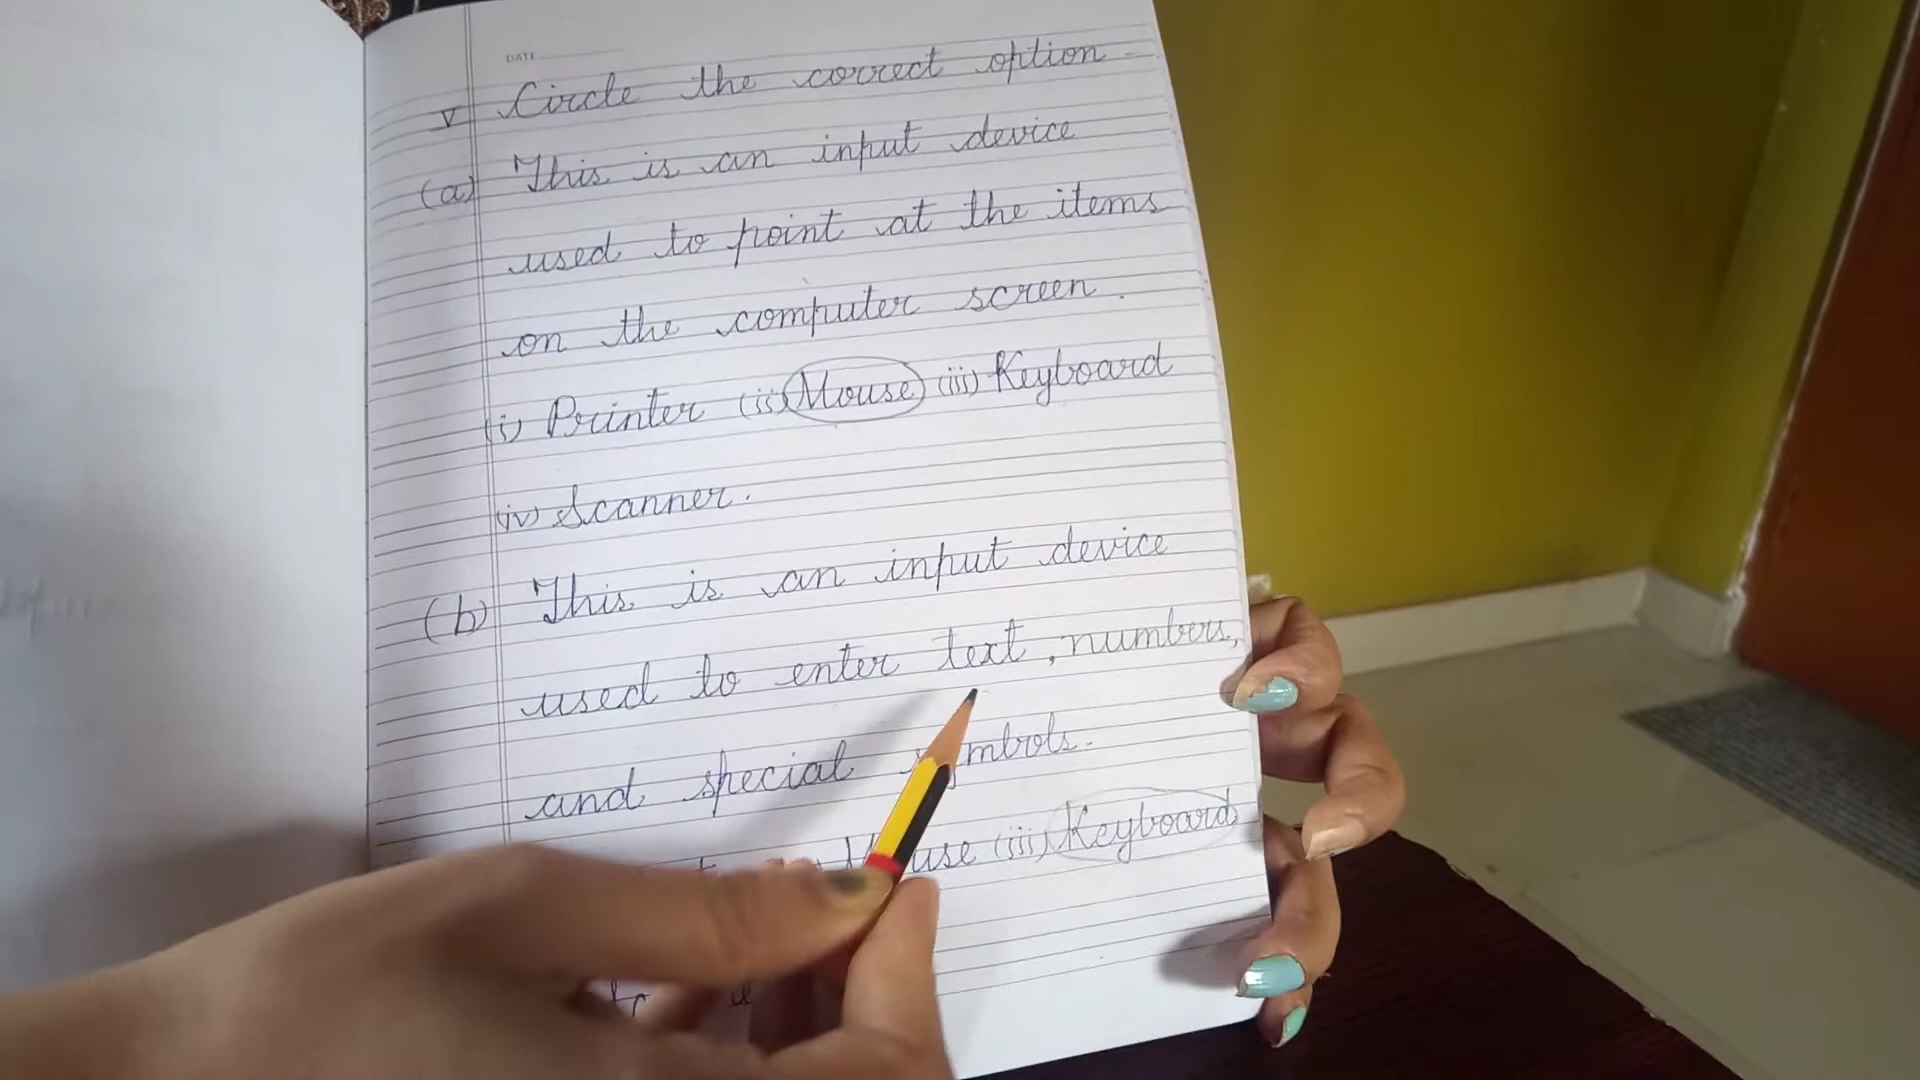 DATE
V Circle the correct option
(a) This is an input device
used to point at the items
on the computer screen.
i) Printer (ii) Mouse (iii) Keyboard
(iv) Scanner.
(b) This is an input device
used to enter text, numbers,
and special symbols.
(iii) Keyboard